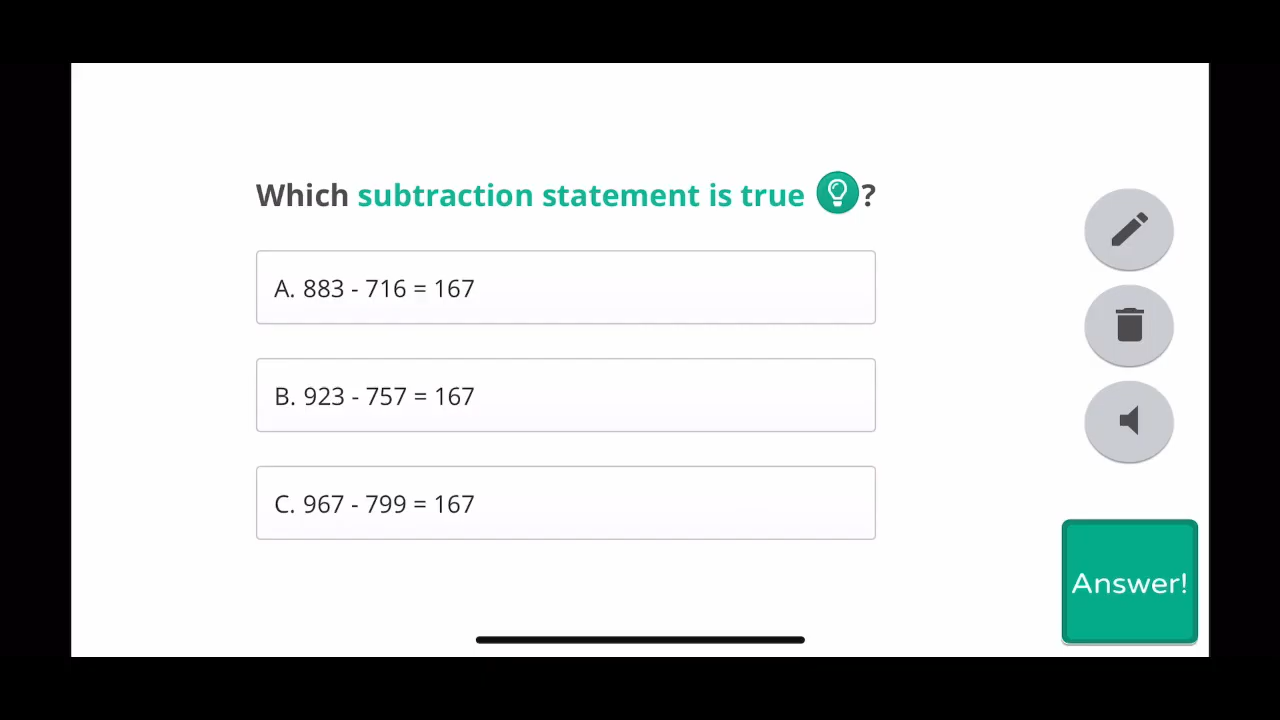 Which subtraction statement is true ?
A. 883 - 716 = 167
B. 923 - 757 = 167
C. 967 - 799 = 167
Answer!